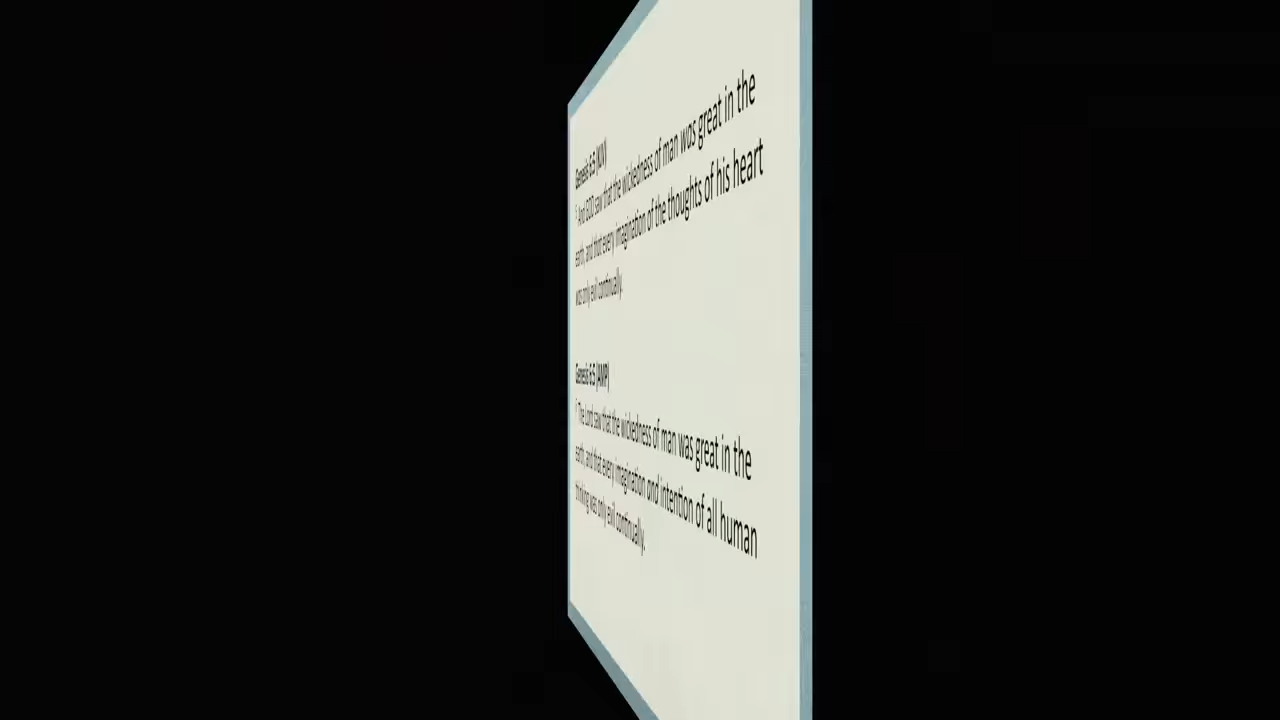 Genesis 6:5 (KJV)
5 And GOD saw that the wickedness of man was great in the
earth, and that every imagination of the thoughts of his heart
was only evil continually.
Genesis 6:5 (AMP)
5 The Lord saw that the wickedness of man was great in the
earth, and that every imagination and intention of all human
thinking was only evil continually.